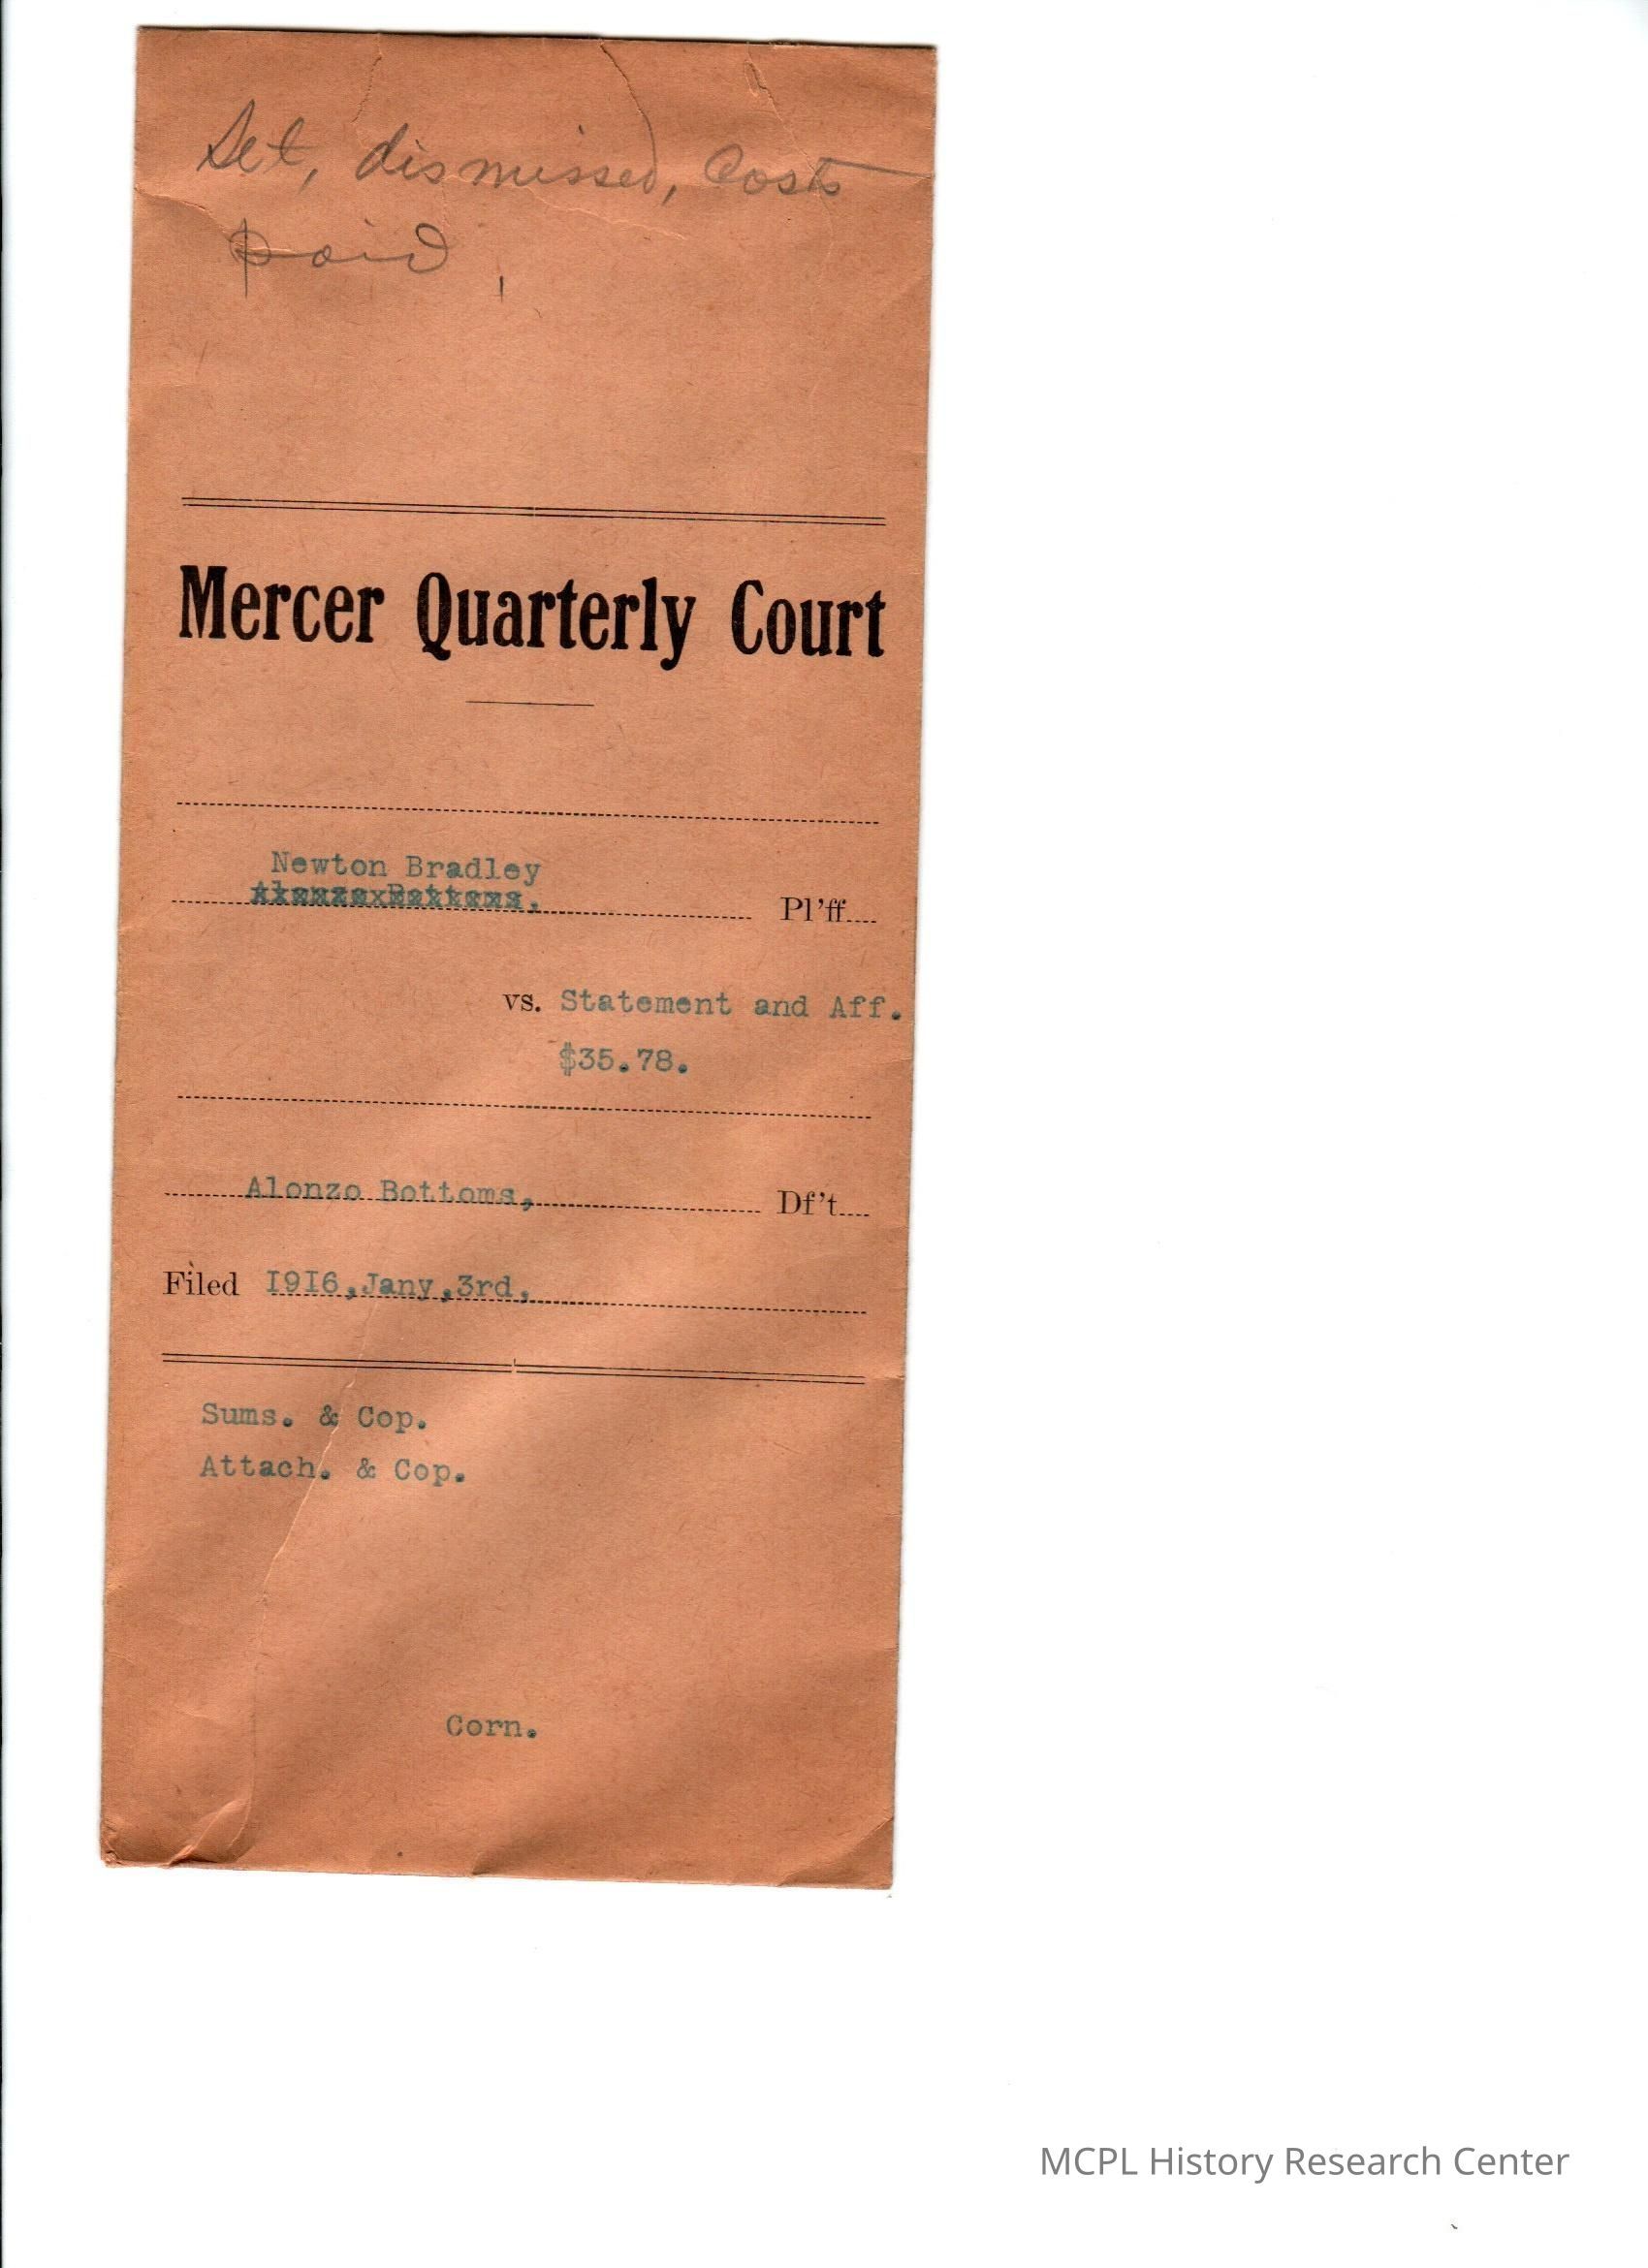 Set, dismissed, Costs
paid,
Mercer Quarterly Court
Newton Bradley
Alonzo Bottoms, Pl'ff
vs. Statement and Aff.
$35.78.
Alonzo Bottoms, Df't
Filed 1916,Jany,3rd,
Sums. & Cop.
Attach. & Cop.
Corn.
MCPL History Research Center